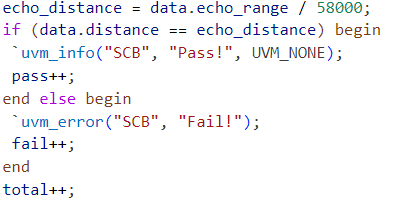 echo_distance = data.echo_range / 58000;
if (data.distance == echo_distance) begin
 `uvm_info("SCB", "Pass!", UVM_NONE);
 pass++;
end else begin
 `uvm_error("SCB", "Fail!");
 fail++;
end
total++;